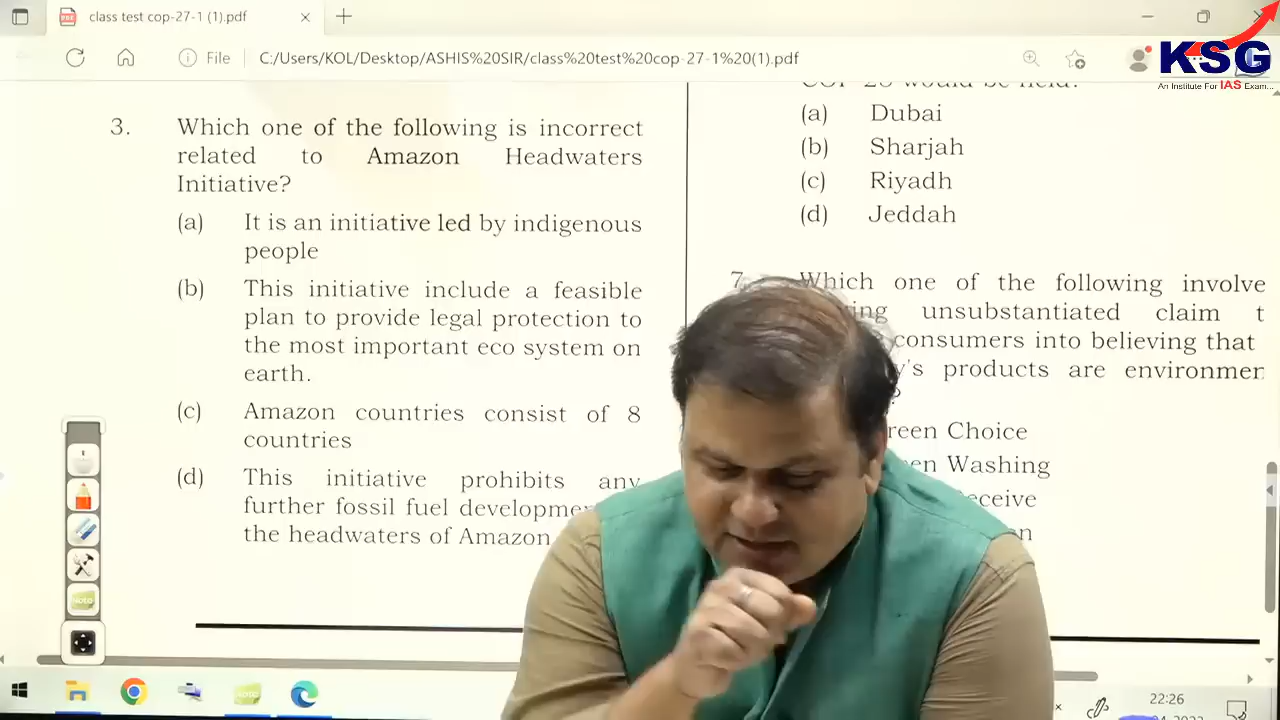 class test cop-27-1 (1).pdf
File
C:/Users/KOL/Desktop/ASHIS%20SIR/class%20test%20cop-27-1%20(1).pdf
KSG
An Institute For IAS Exam...
3. Which one of the following is incorrect
related to Amazon Headwaters
Initiative?
(a) It is an initiative led by indigenous
people
(b) This initiative include a feasible
plan to provide legal protection to
the most important eco system on
earth.
(c) Amazon countries consist of 8
countries
(d) This initiative prohibits any
further fossil fuel
the headwaters of Amazon
would be held?
(a) Dubai
(b) Sharjah
(c) Riyadh
(d) Jeddah
7. Which one of the following involve
unsubstantiated claim t
consumers into believing that
products are
Choice
Washing
22:26